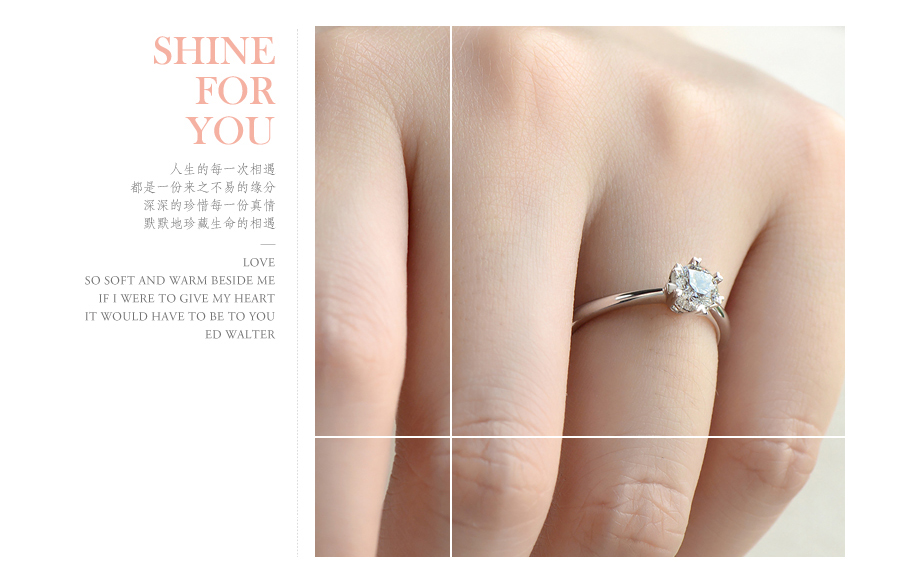 SHINE
FOR
YOU
人生的每一次相遇
都是一份来之不易的缘分
深深的珍惜每一份真情
默默地珍藏生命的相遇
LOVE
SO SOFT AND WARM BESIDE ME
IF I WERE TO GIVE MY HEART
IT WOULD HAVE TO BE TO YOU
ED WALTER